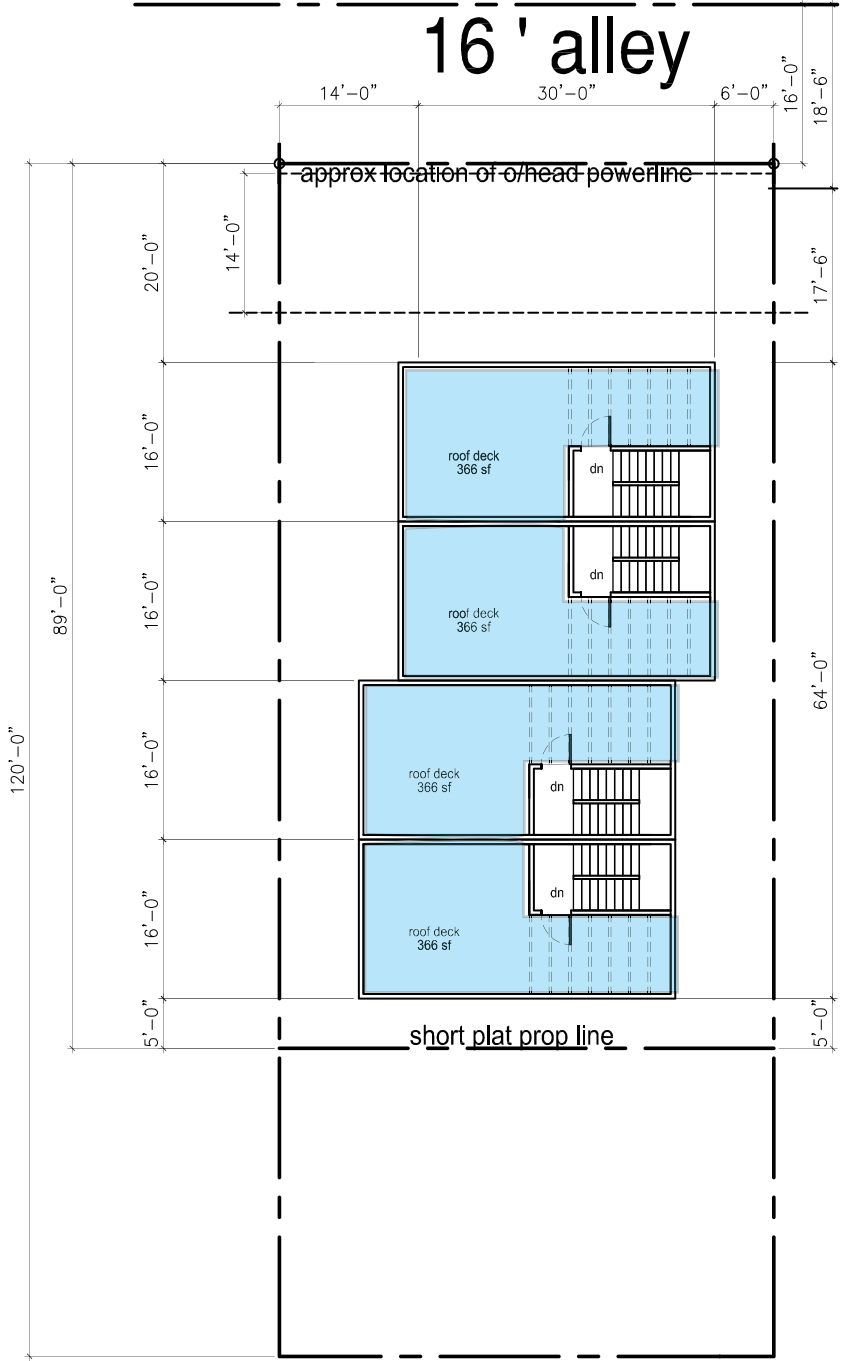 16 ' alley
14'-0"
30'-0"
6'-0"
16'-0"
18'-6"
approx location of o/head powerline
20'-0"
14'-0"
17'-6"
16'-0"
roof deck
366 sf
dn
16'-0"
roof deck
366 sf
dn
89'-0"
64'-0"
120'-0"
16'-0"
roof deck
366 sf
dn
16'-0"
roof deck
366 sf
dn
5'-0"
short plat prop line
5'-0"